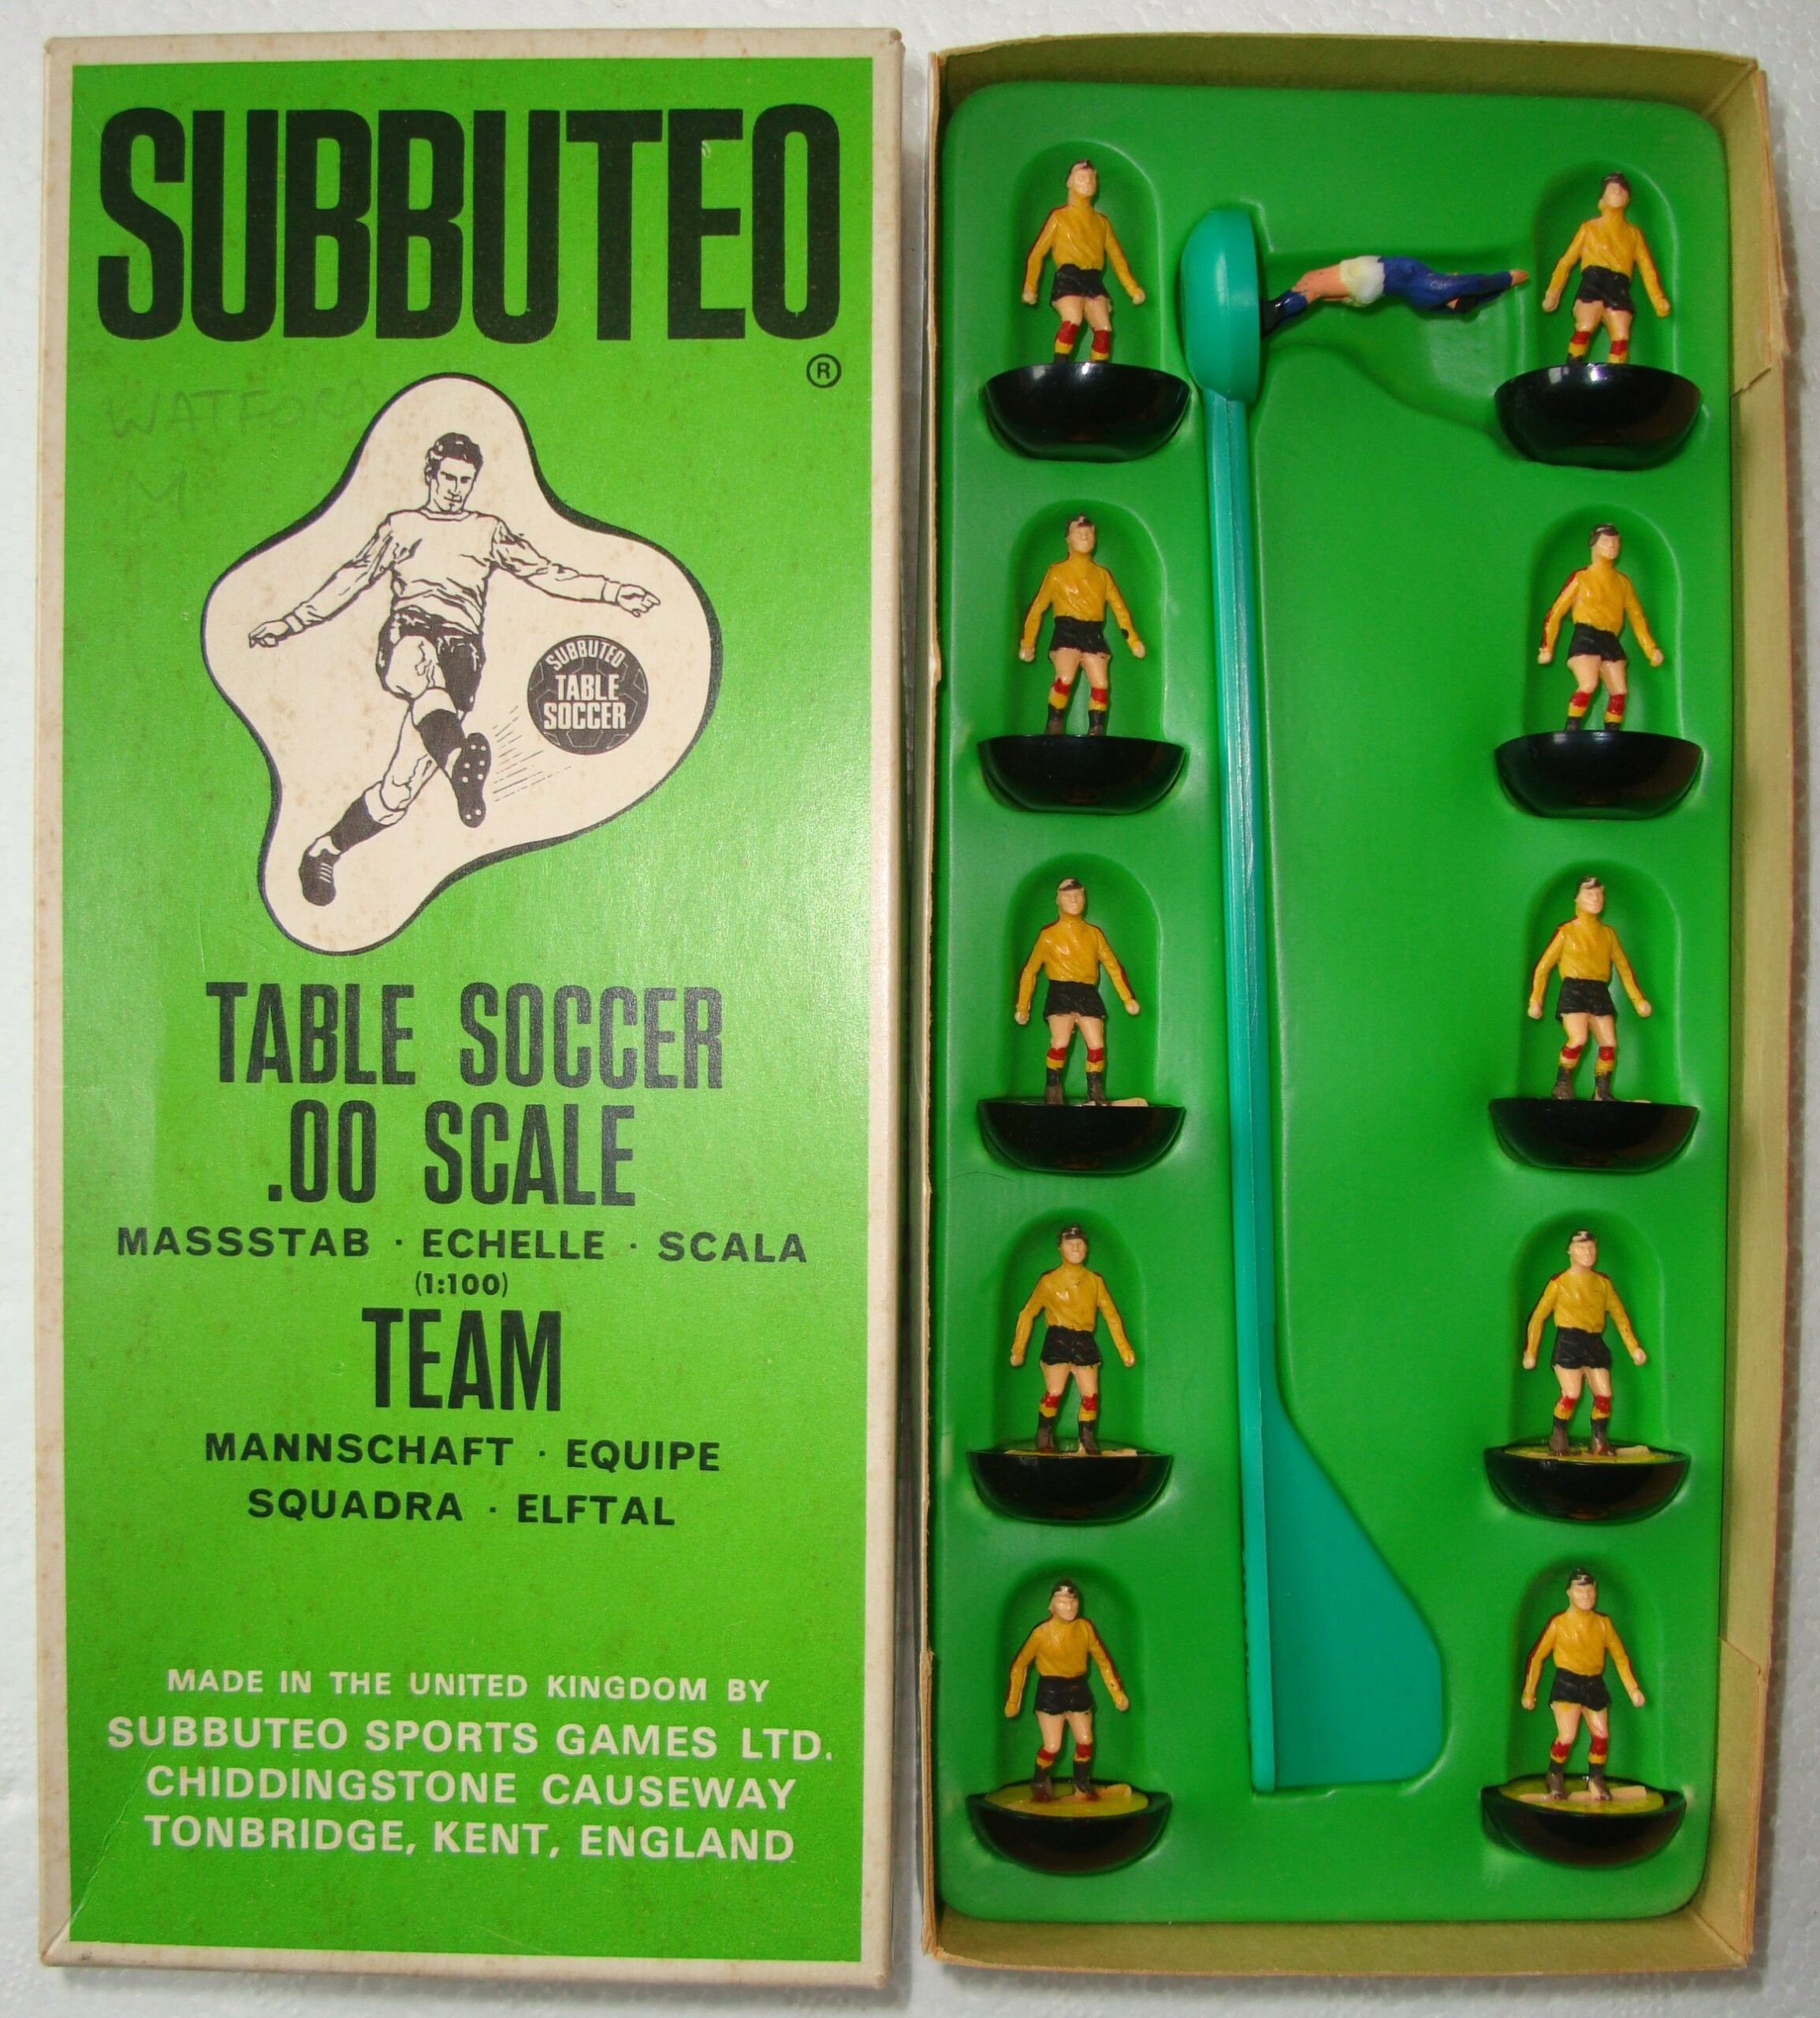 SUBBUTEO
®
WATFORD
M
SUBBUTEO
TABLE
SOCCER
TABLE SOCCER
.00 SCALE
MASSSTAB · ECHELLE · SCALA
(1:100)
TEAM
MANNSCHAFT · EQUIPE
SQUADRA · ELFTAL
MADE IN THE UNITED KINGDOM BY
SUBBUTEO SPORTS GAMES LTD.
CHIDDINGSTONE CAUSEWAY
TONBRIDGE, KENT, ENGLAND